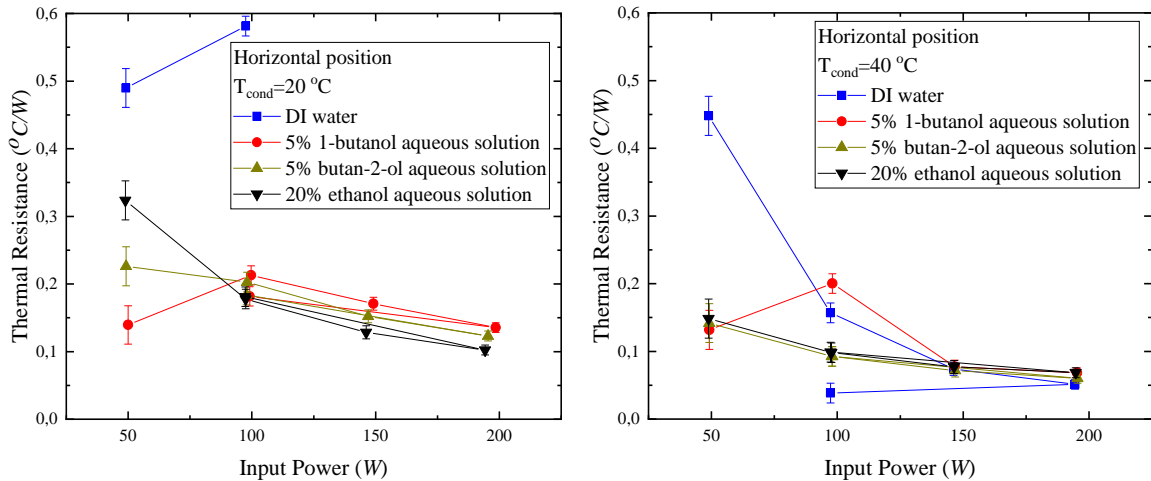 0,6
0,5
0,4
0,3
0,2
0,1
0,0
Thermal Resistance (°C/W)
50
100
150
200
Input Power (W)
Horizontal position
T_cond=20 °C
DI water
5% 1-butanol aqueous solution
5% butan-2-ol aqueous solution
20% ethanol aqueous solution
0,6
0,5
0,4
0,3
0,2
0,1
0,0
Thermal Resistance (°C/W)
50
100
150
200
Input Power (W)
Horizontal position
T_cond=40 °C
DI water
5% 1-butanol aqueous solution
5% butan-2-ol aqueous solution
20% ethanol aqueous solution